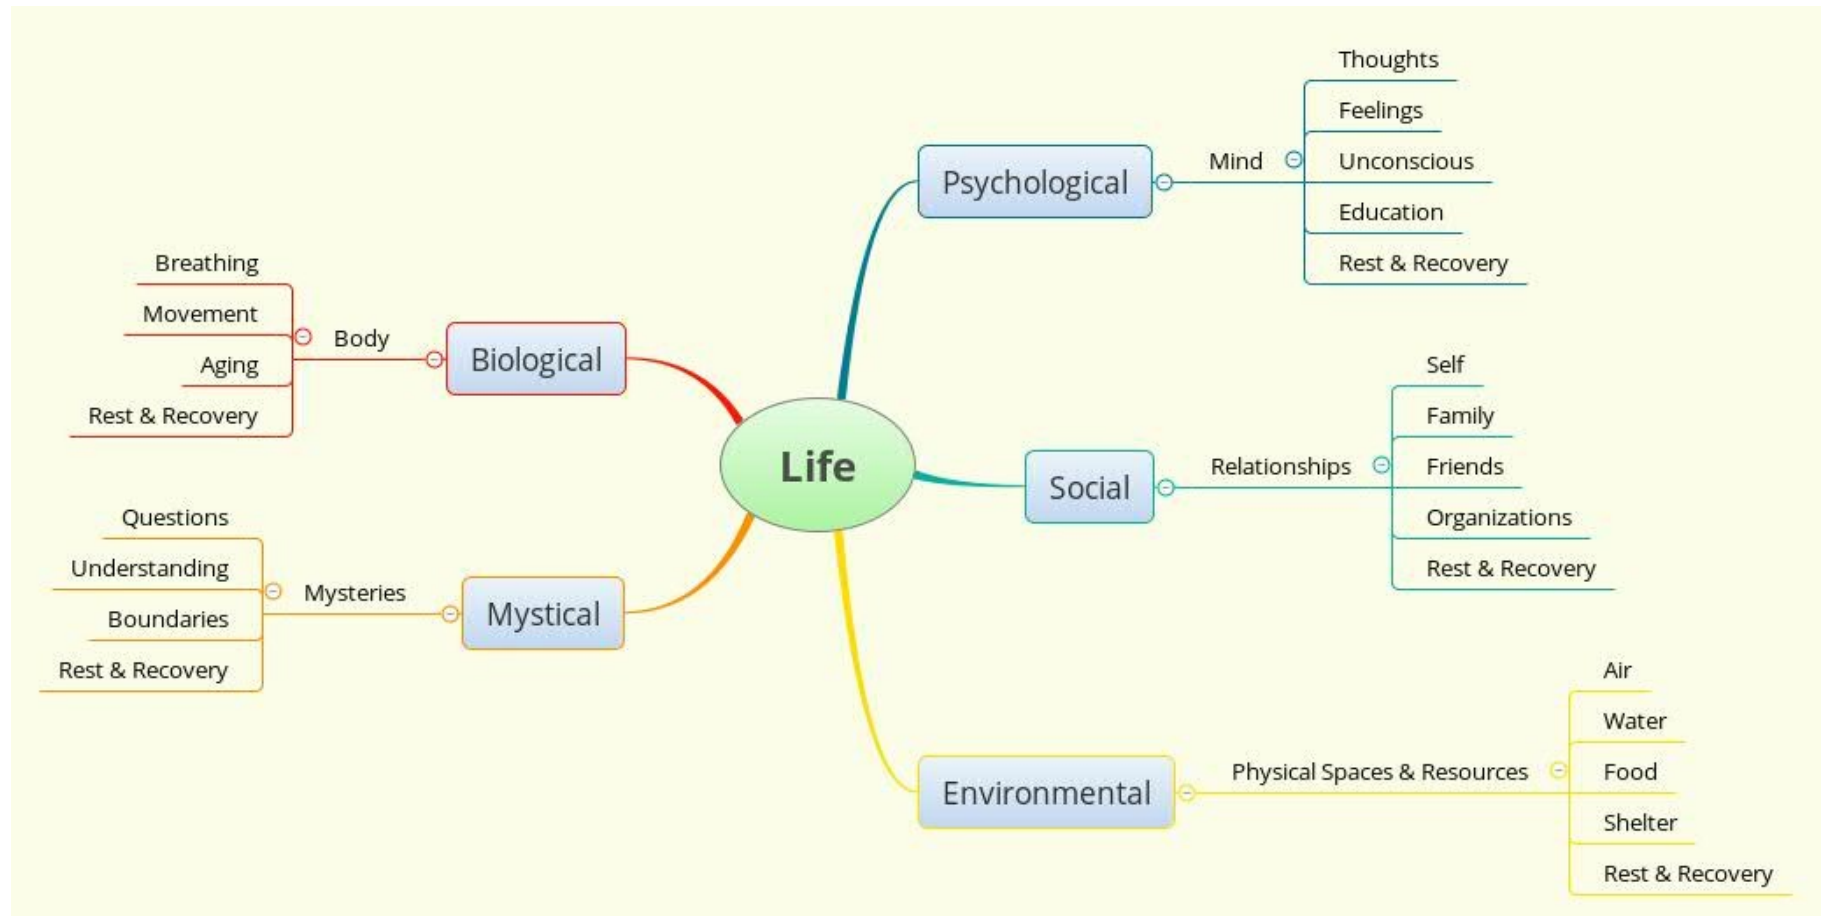 Life
Psychological
Mind
Thoughts
Feelings
Unconscious
Education
Rest & Recovery
Social
Relationships
Self
Family
Friends
Organizations
Rest & Recovery
Environmental
Physical Spaces & Resources
Air
Water
Food
Shelter
Rest & Recovery
Biological
Body
Breathing
Movement
Aging
Rest & Recovery
Mystical
Mysteries
Questions
Understanding
Boundaries
Rest & Recovery